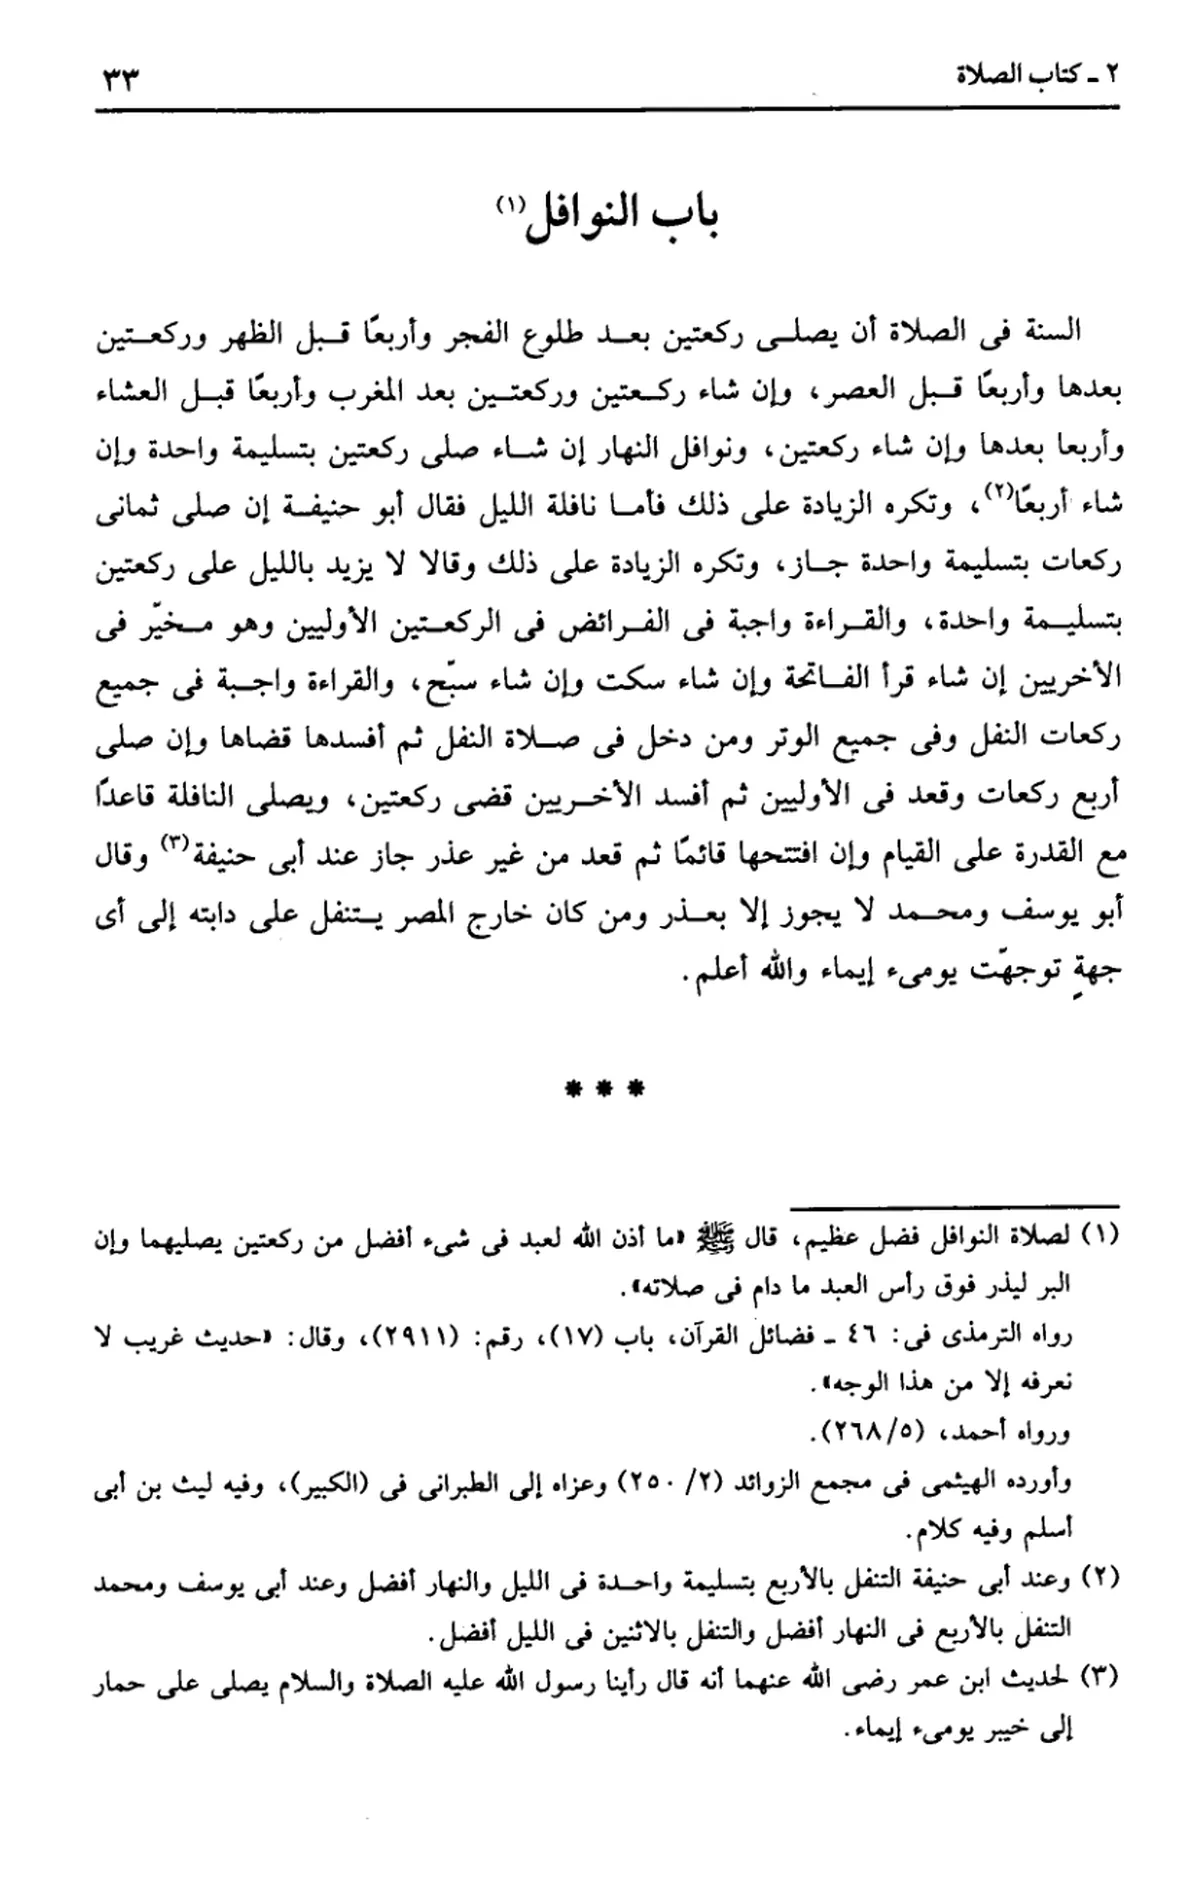 ٢ ـ كتاب الصلاة ٣٣
باب النوافل(١)
السنة فى الصلاة أن يصلى ركعتين بعد طلوع الفجر وأربعًا قبل الظهر وركعتين
بعدها وأربعًا قبل العصر، وإن شاء ركعتين وركعتين بعد المغرب وأربعًا قبل العشاء
وأربعا بعدها وإن شاء ركعتين، ونوافل النهار إن شاء صلى ركعتين بتسليمة واحدة وإن
شاء أربعًا(٢)، وتكره الزيادة على ذلك فأما نافلة الليل فقال أبو حنيفة إن صلى ثمانى
ركعات بتسليمة واحدة جاز، وتكره الزيادة على ذلك وقالا لا يزيد بالليل على ركعتين
بتسليمة واحدة، والقراءة واجبة فى الفرائض فى الركعتين الأوليين وهو مخيّر فى
الأخريين إن شاء قرأ الفاتحة وإن شاء سكت وإن شاء سبّح، والقراءة واجبة فى جميع
ركعات النفل وفى جميع الوتر ومن دخل فى صلاة النفل ثم أفسدها قضاها وإن صلى
أربع ركعات وقعد فى الأوليين ثم أفسد الأخريين قضى ركعتين، ويصلى النافلة قاعدًا
مع القدرة على القيام وإن افتتحها قائمًا ثم قعد من غير عذر جاز عند أبى حنيفة(٣) وقال
أبو يوسف ومحمد لا يجوز إلا بعذر ومن كان خارج المصر يتنفل على دابته إلى أى
جهةٍ توجهّت يومىء إيماء والله أعلم.
* * *
(١) لصلاة النوافل فضل عظيم، قال ﷺ «ما أذن الله لعبد فى شىء أفضل من ركعتين يصليهما وإن
البر ليذر فوق رأس العبد ما دام فى صلاته».
رواه الترمذى فى: ٤٦ ـ فضائل القرآن، باب (١٧)، رقم: (٢٩١١)، وقال: «حديث غريب لا
نعرفه إلا من هذا الوجه».
ورواه أحمد، (٥/٢٦٨).
وأورده الهيثمى فى مجمع الزوائد (٢/ ٢٥٠) وعزاه إلى الطبرانى فى (الكبير)، وفيه ليث بن أبى
أسلم وفيه كلام.
(٢) وعند أبى حنيفة التنفل بالأربع بتسليمة واحدة فى الليل والنهار أفضل وعند أبى يوسف ومحمد
التنفل بالأربع فى النهار أفضل والتنفل بالاثنين فى الليل أفضل.
(٣) لحديث ابن عمر رضى الله عنهما أنه قال رأينا رسول الله عليه الصلاة والسلام يصلى على حمار
إلى خيبر يومىء إيماء.